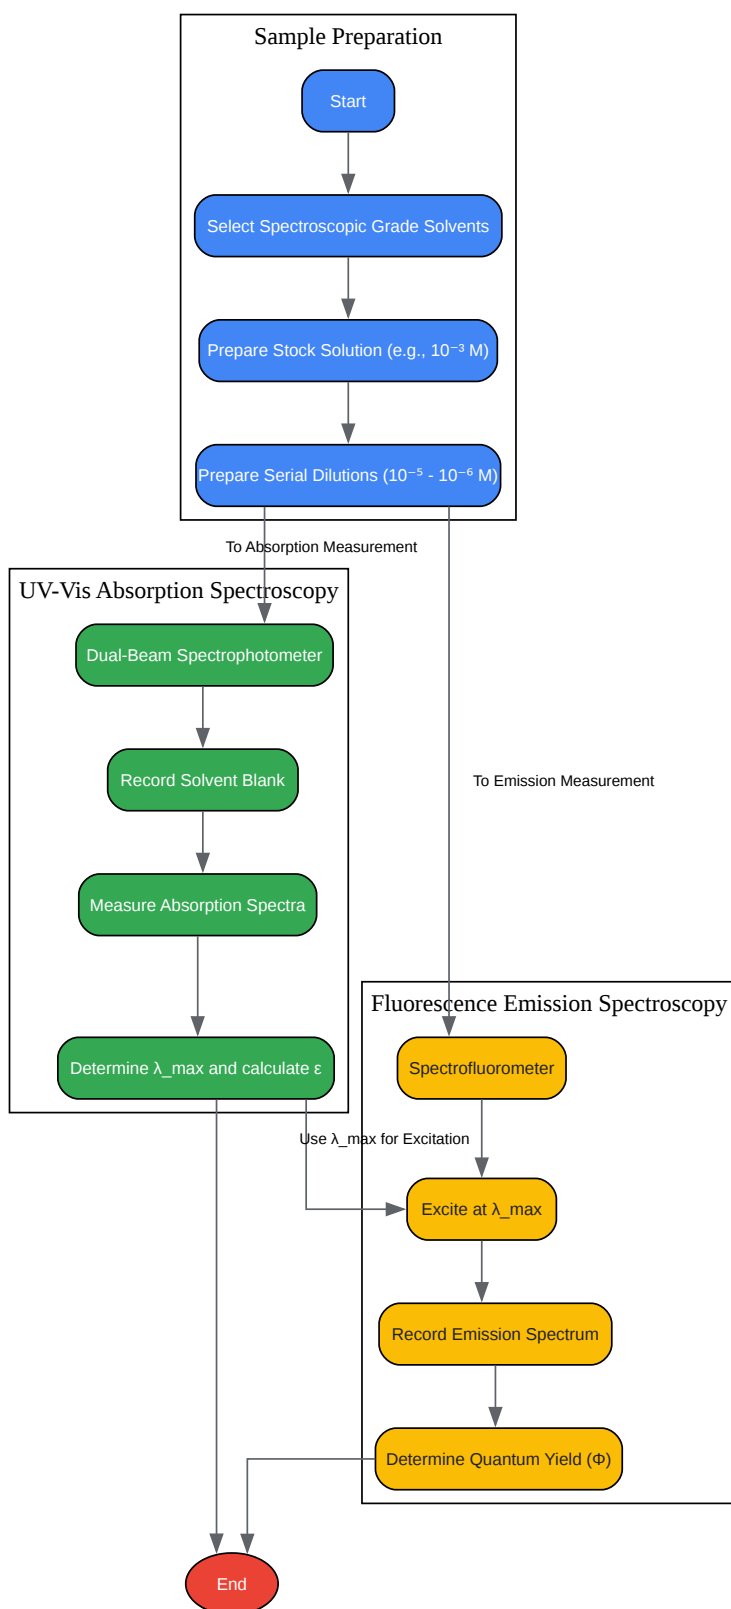 Sample Preparation
Start
Select Spectroscopic Grade Solvents
Prepare Stock Solution (e.g., 10⁻³ M)
Prepare Serial Dilutions (10⁻⁵ - 10⁻⁶ M)
To Absorption Measurement
UV-Vis Absorption Spectroscopy
Dual-Beam Spectrophotometer
Record Solvent Blank
To Emission Measurement
Measure Absorption Spectra
Fluorescence Emission Spectroscopy
Determine λ_max and calculate ε
Spectrofluorometer
Use λ_max for Excitation
Excite at λ_max
Record Emission Spectrum
Determine Quantum Yield (Φ)
End